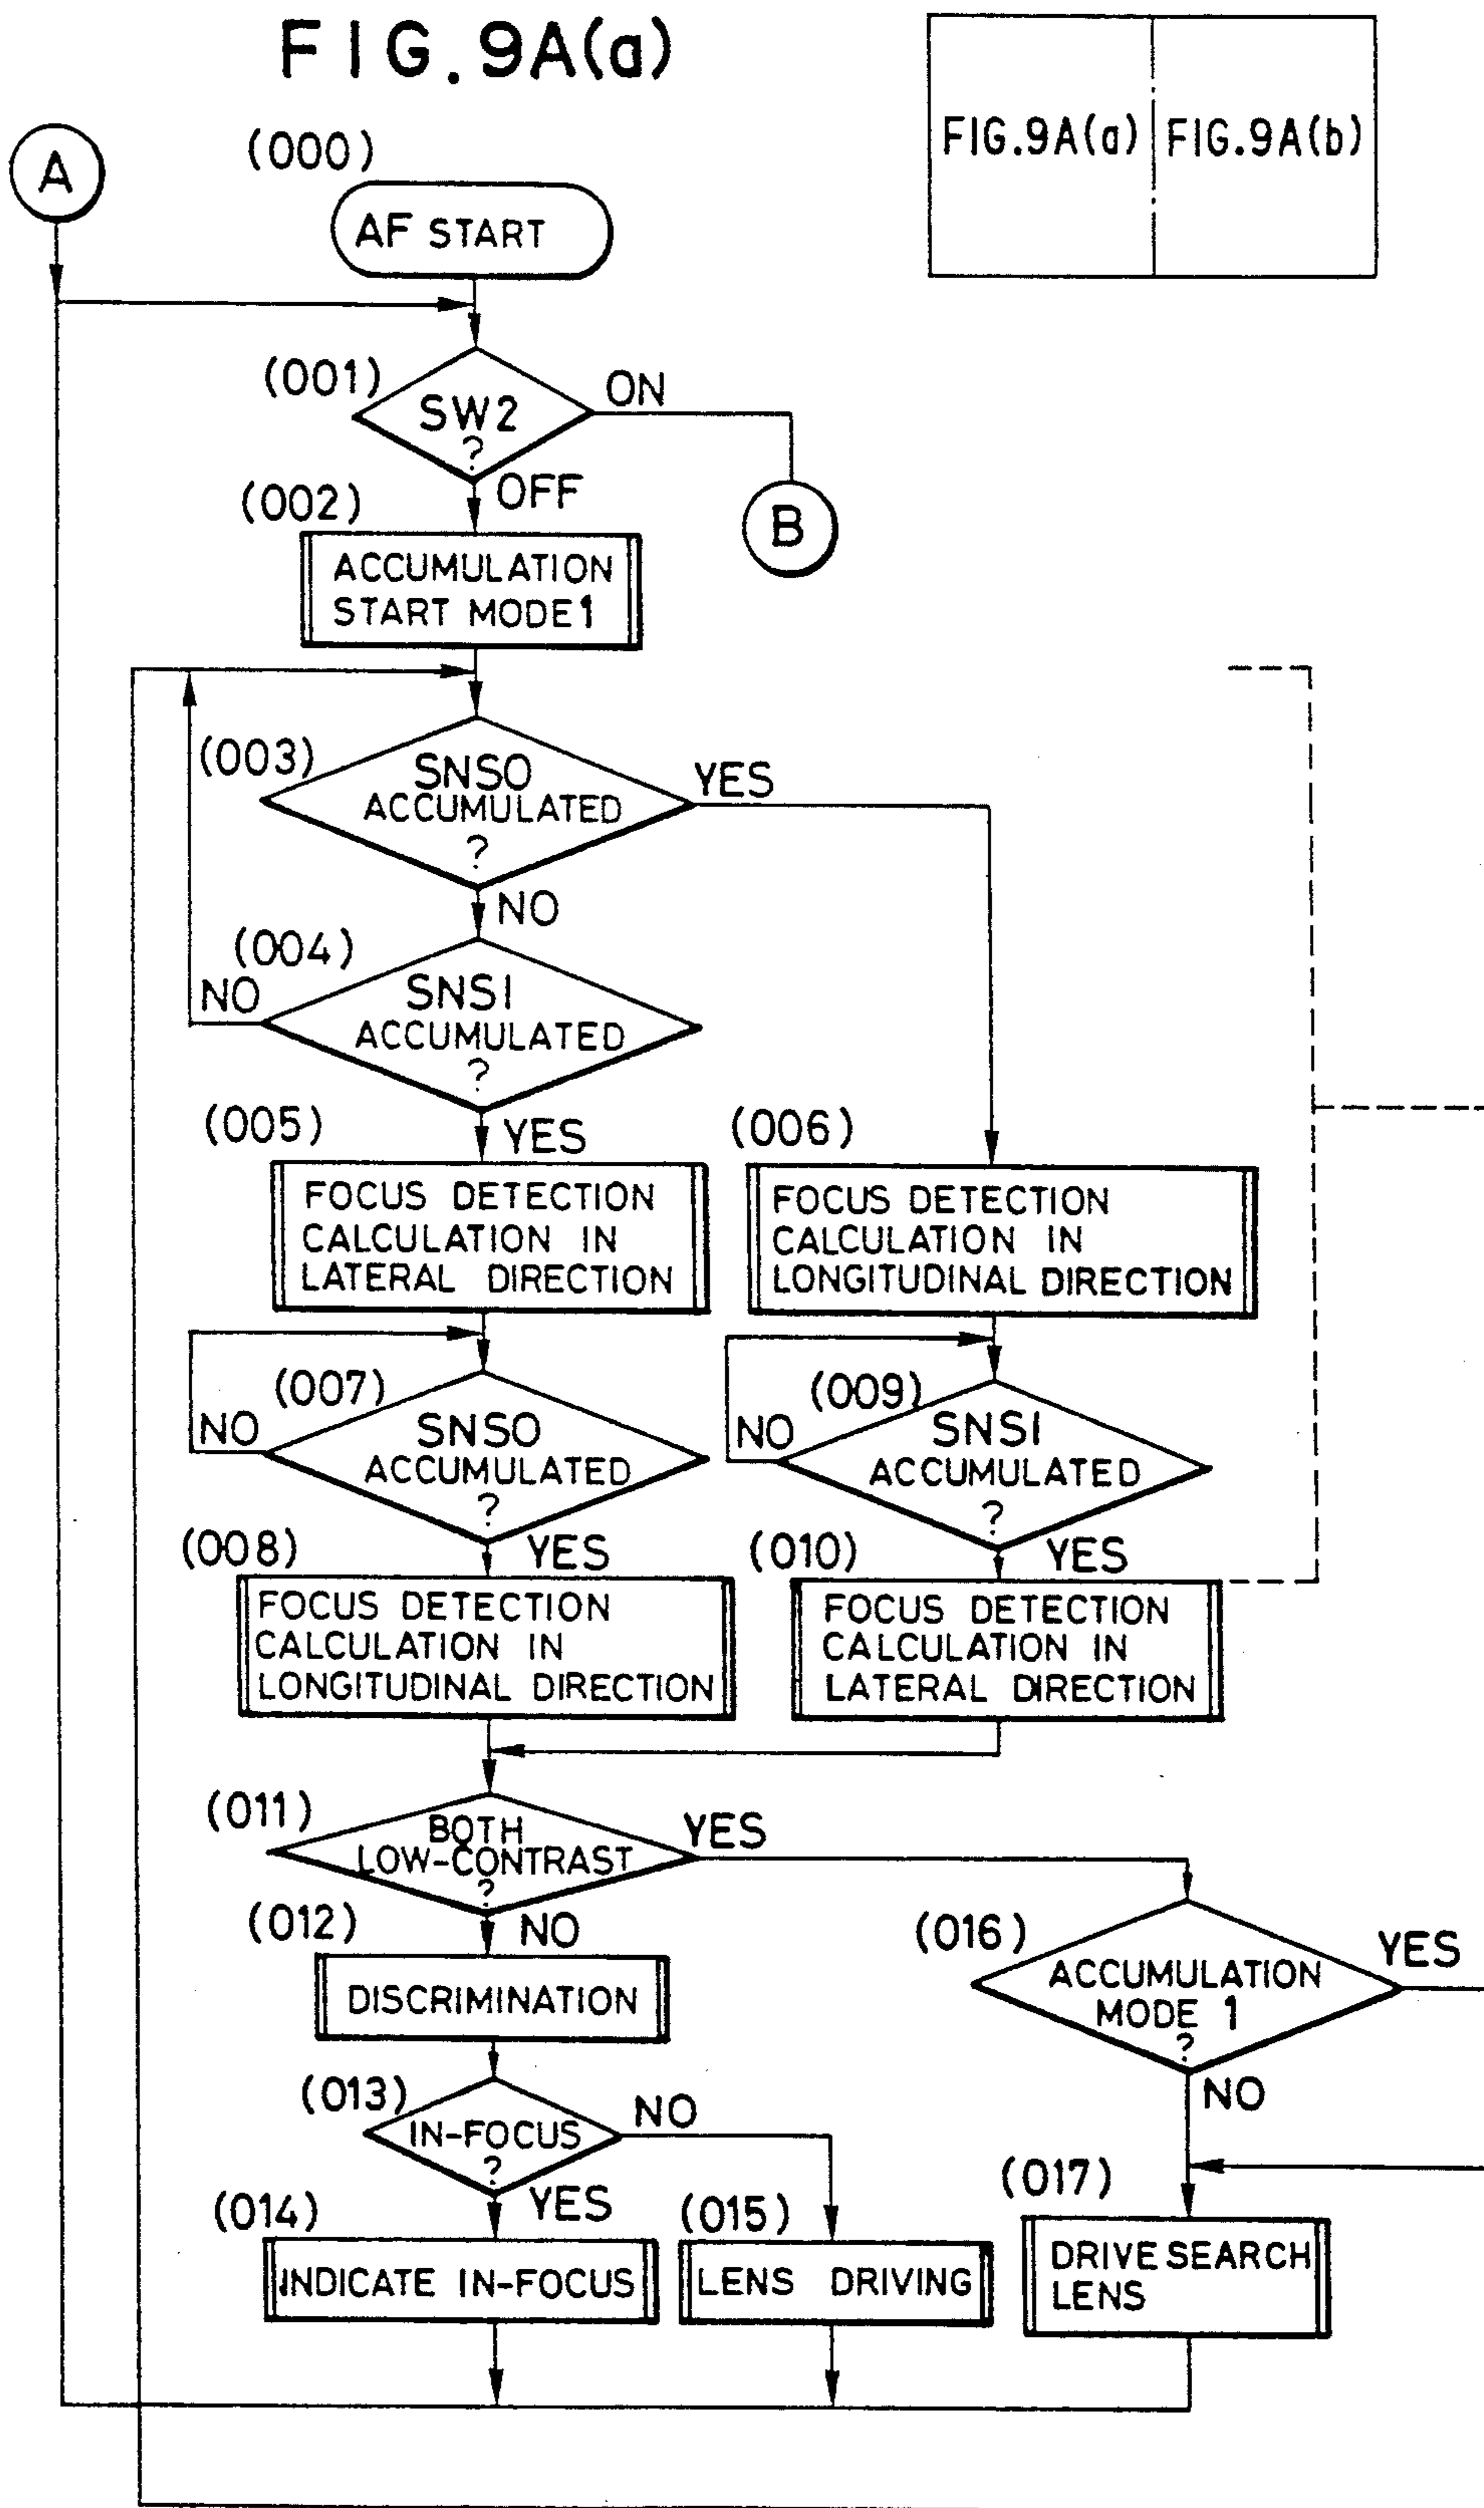 FIG.9A(a)
FIG.9A(a)
FIG.9A(b)
A
(000)
AF START
(001)
SW2
?
ON
OFF
B
(002)
ACCUMULATION
START MODE1
(003)
SNSO
ACCUMULATED
?
YES
NO
(004)
SNSI
ACCUMULATED
?
NO
YES
(005)
FOCUS DETECTION
CALCULATION IN
LATERAL DIRECTION
(006)
FOCUS DETECTION
CALCULATION IN
LONGITUDINAL DIRECTION
(007)
SNSO
ACCUMULATED
?
NO
YES
(009)
SNSI
ACCUMULATED
?
NO
YES
(008)
FOCUS DETECTION
CALCULATION IN
LONGITUDINAL DIRECTION
(010)
FOCUS DETECTION
CALCULATION IN
LATERAL DIRECTION
(011)
BOTH
LOW-CONTRAST
?
YES
NO
(012)
DISCRIMINATION
(016)
ACCUMULATION
MODE 1
?
YES
NO
(013)
IN-FOCUS
?
NO
YES
(014)
INDICATE IN-FOCUS
(015)
LENS DRIVING
(017)
DRIVE SEARCH
LENS